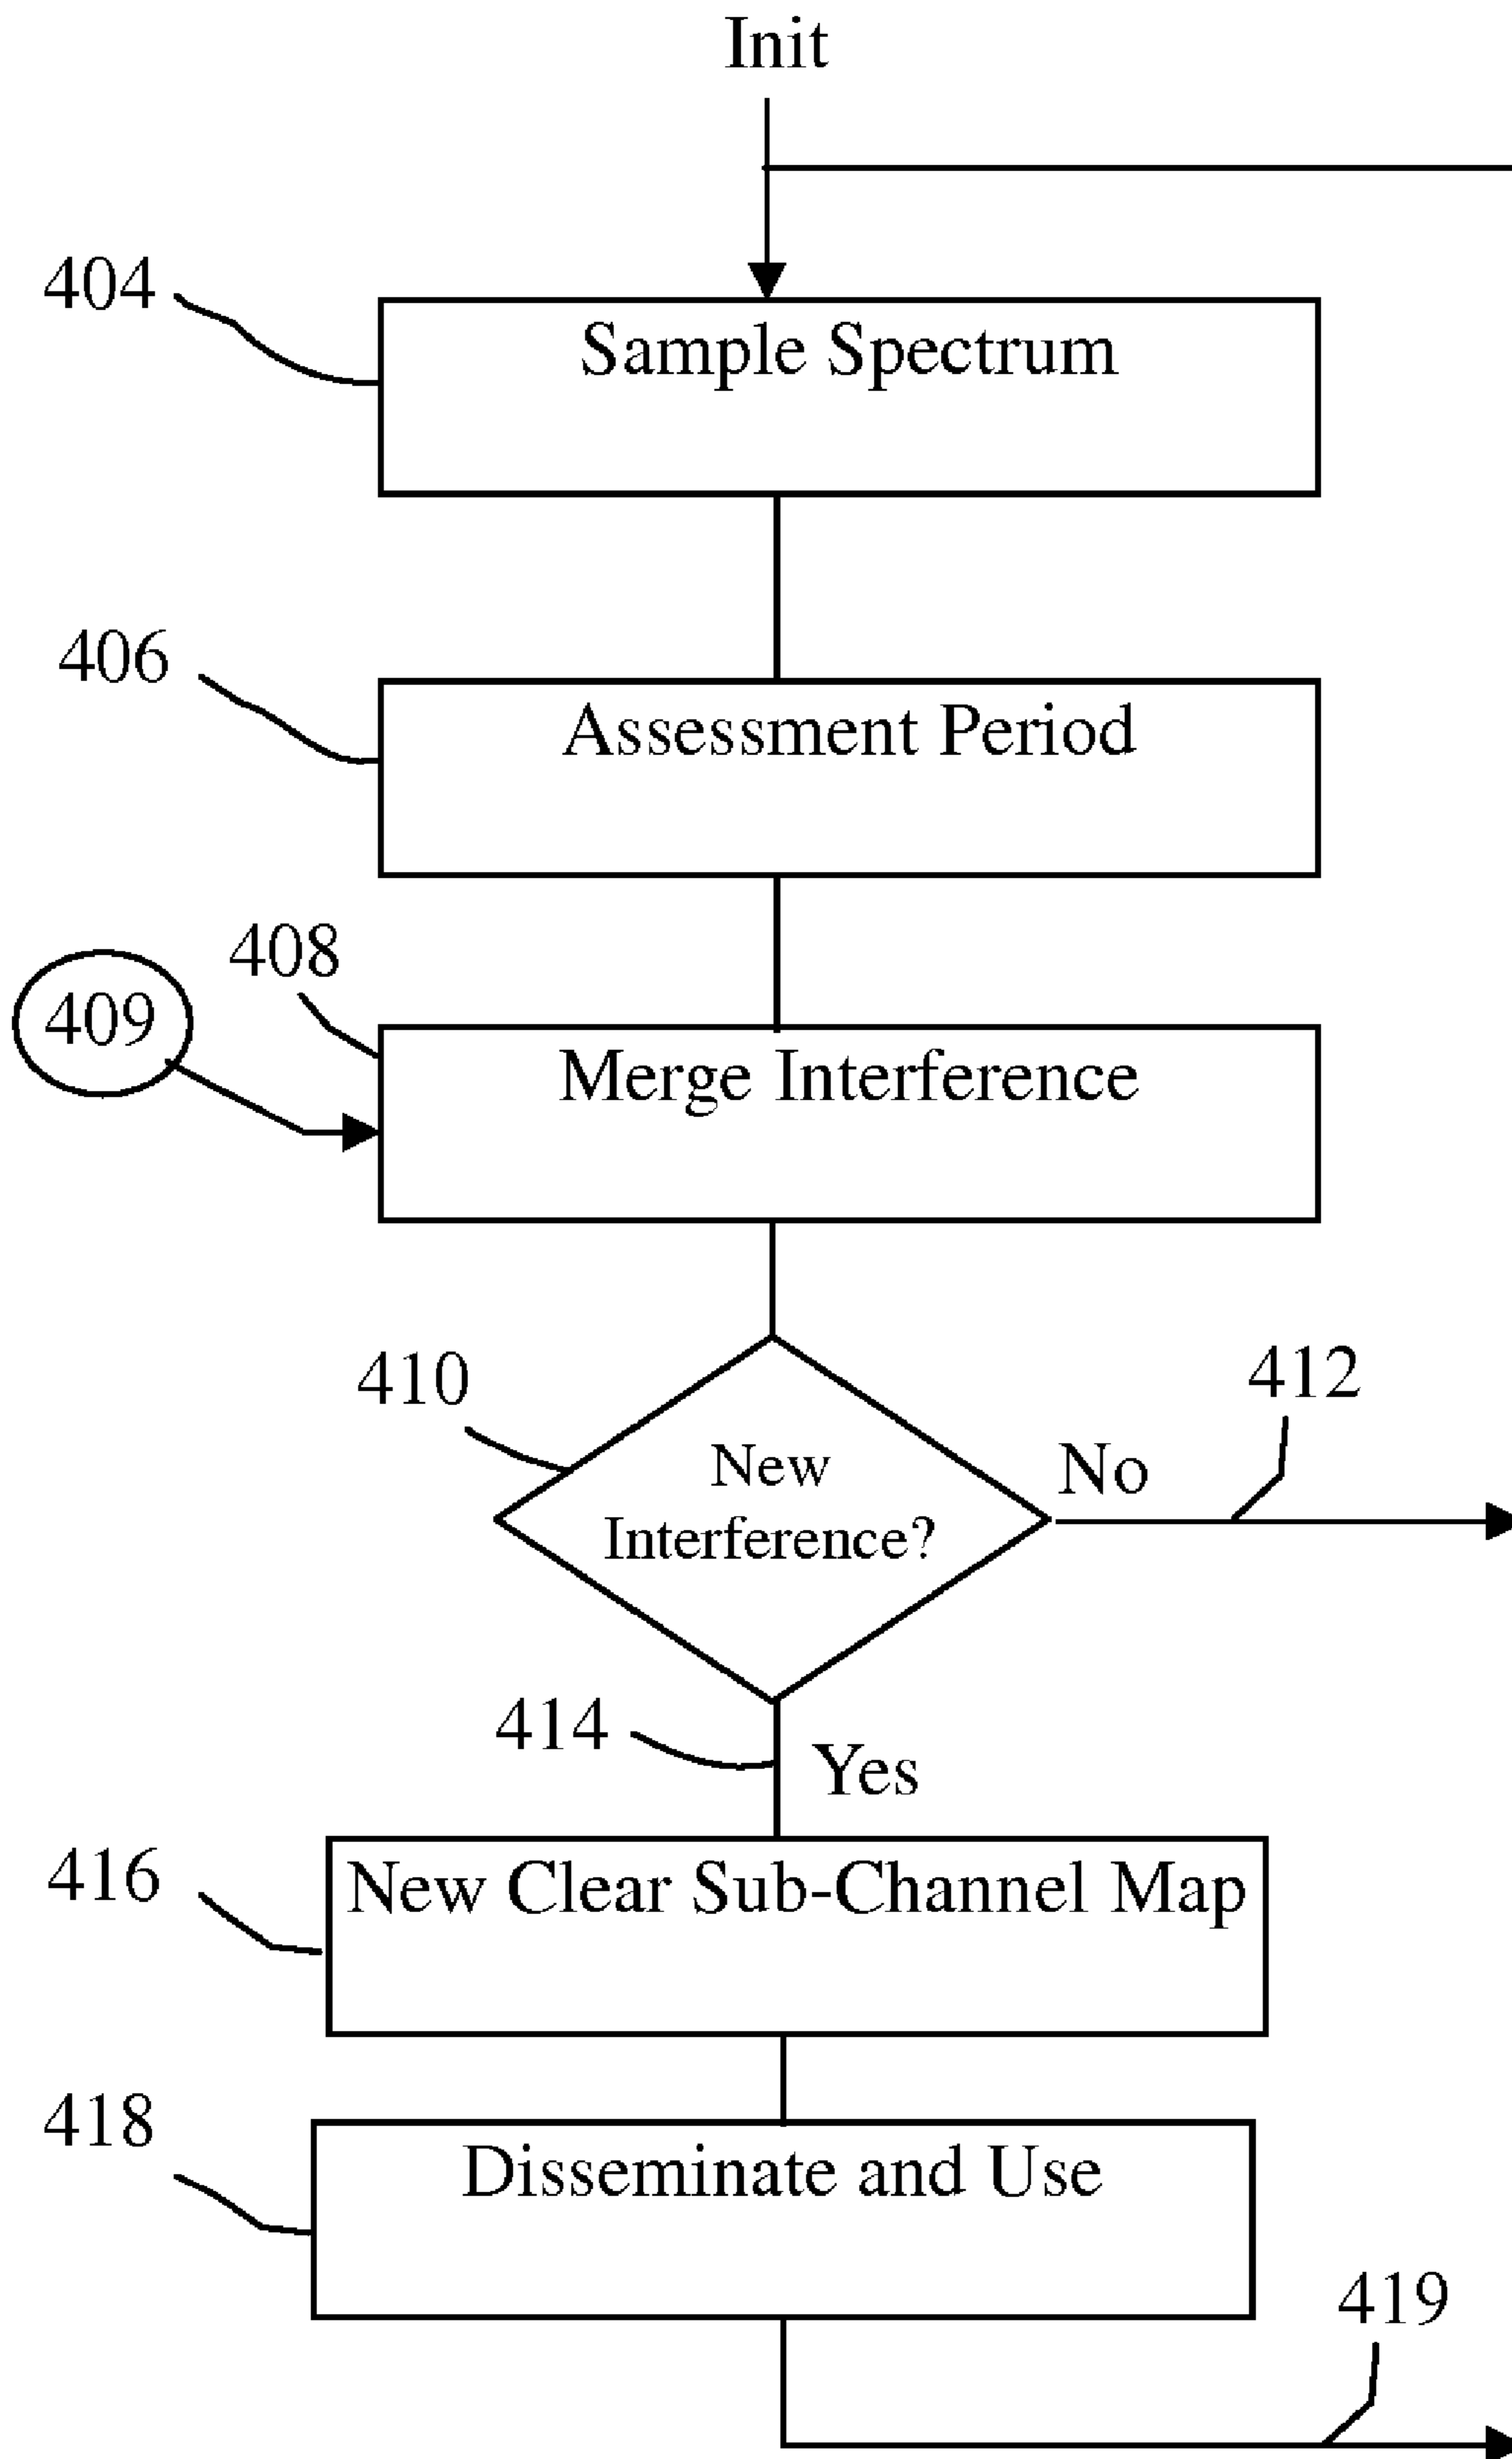 Init
404
Sample Spectrum
406
Assessment Period
408
409
Merge Interference
410
412
New
Interference?
No
414
Yes
416
New Clear Sub-Channel Map
418
Disseminate and Use
419